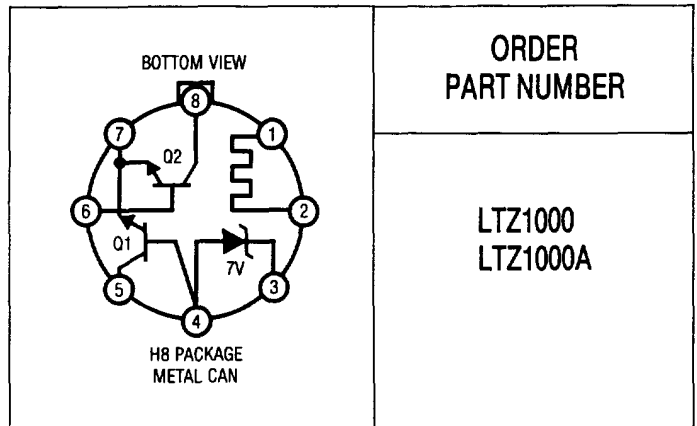 BOTTOM VIEW
8
7
1
Q2
6
2
Q1
7V
5
3
4
H8 PACKAGE
METAL CAN
ORDER
PART NUMBER
LTZ1000
LTZ1000A